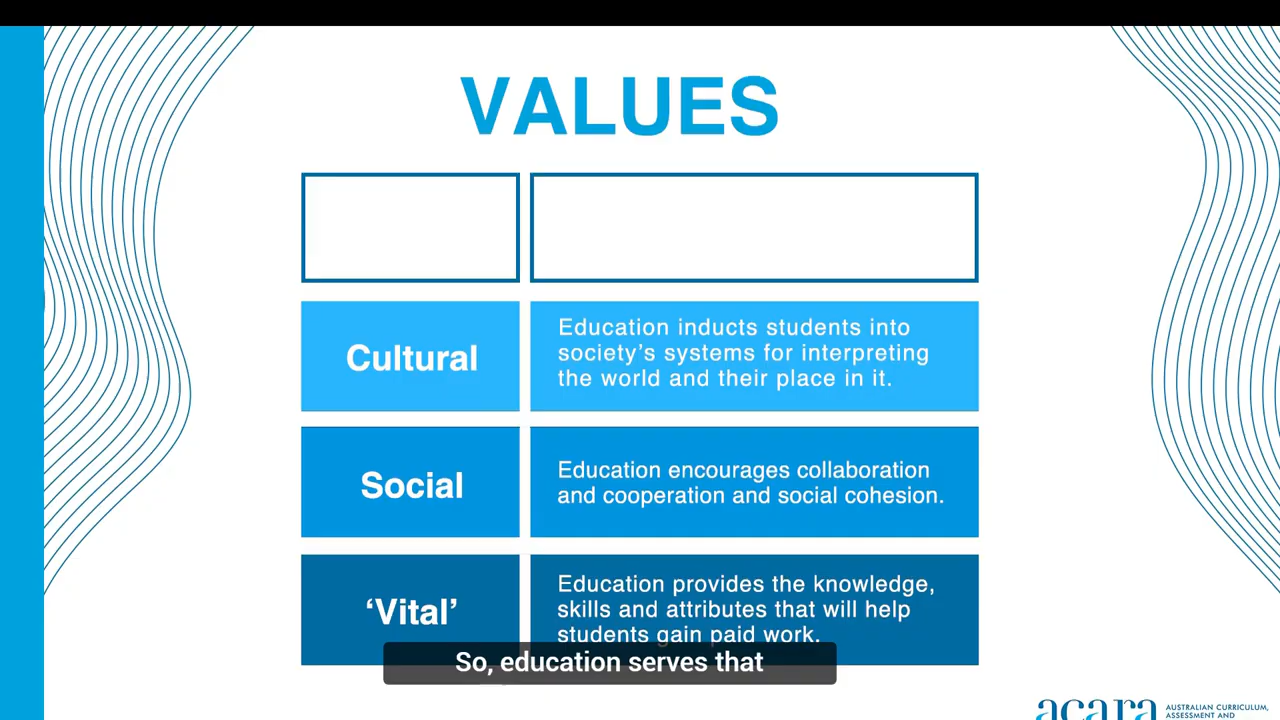 VALUES
Cultural
Education inducts students into
society's systems for interpreting
the world and their place in it.
Social
Education encourages collaboration
and cooperation and social cohesion.
'Vital'
Education provides the knowledge,
skills and attributes that will help
students gain paid work.
So, education serves that
acara
AUSTRALIAN CURRICULUM,
ASSESSMENT AND